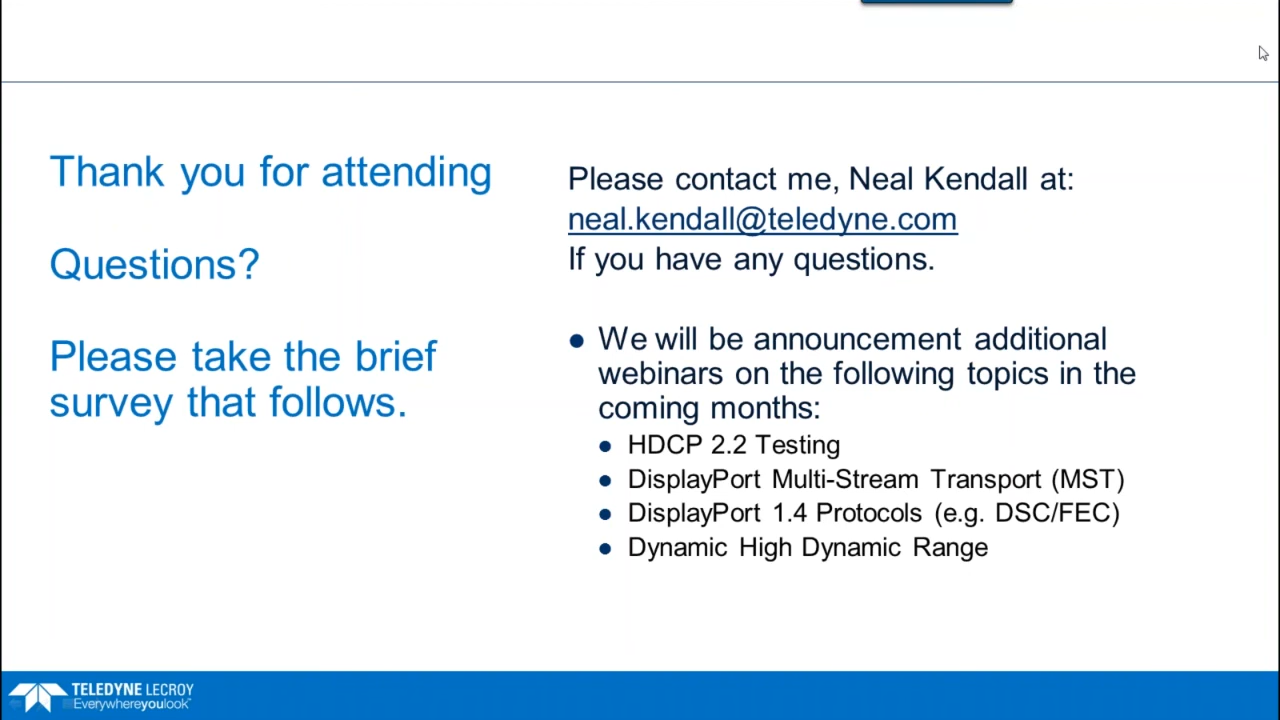 Thank you for attending
Questions?
Please take the brief
survey that follows.
Please contact me, Neal Kendall at:
neal.kendall@teledyne.com
If you have any questions.
● We will be announcement additional
webinars on the following topics in the
coming months:
● HDCP 2.2 Testing
● DisplayPort Multi-Stream Transport (MST)
● DisplayPort 1.4 Protocols (e.g. DSC/FEC)
● Dynamic High Dynamic Range
TELEDYNE LECROY
Everywhereyoulook™